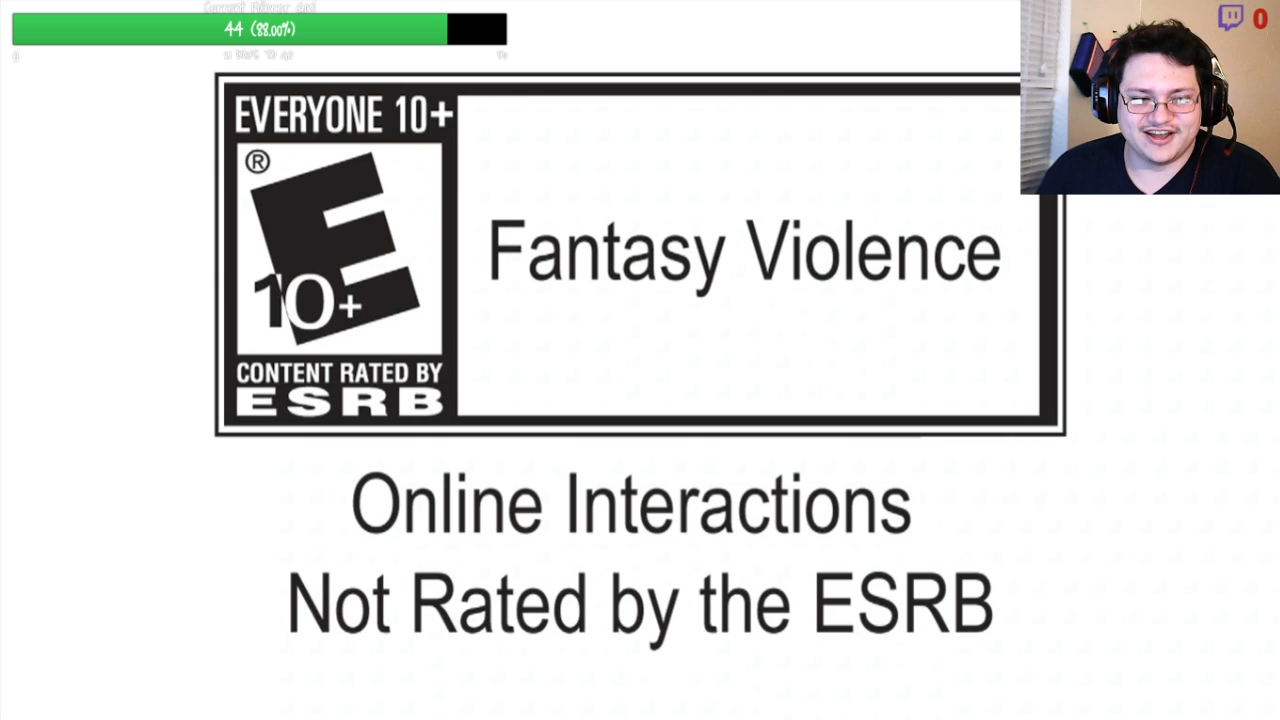 44 (88.00%)
0
EVERYONE 10+
®
E
10+
CONTENT RATED BY
ESRB
Fantasy Violence
Online Interactions
Not Rated by the ESRB